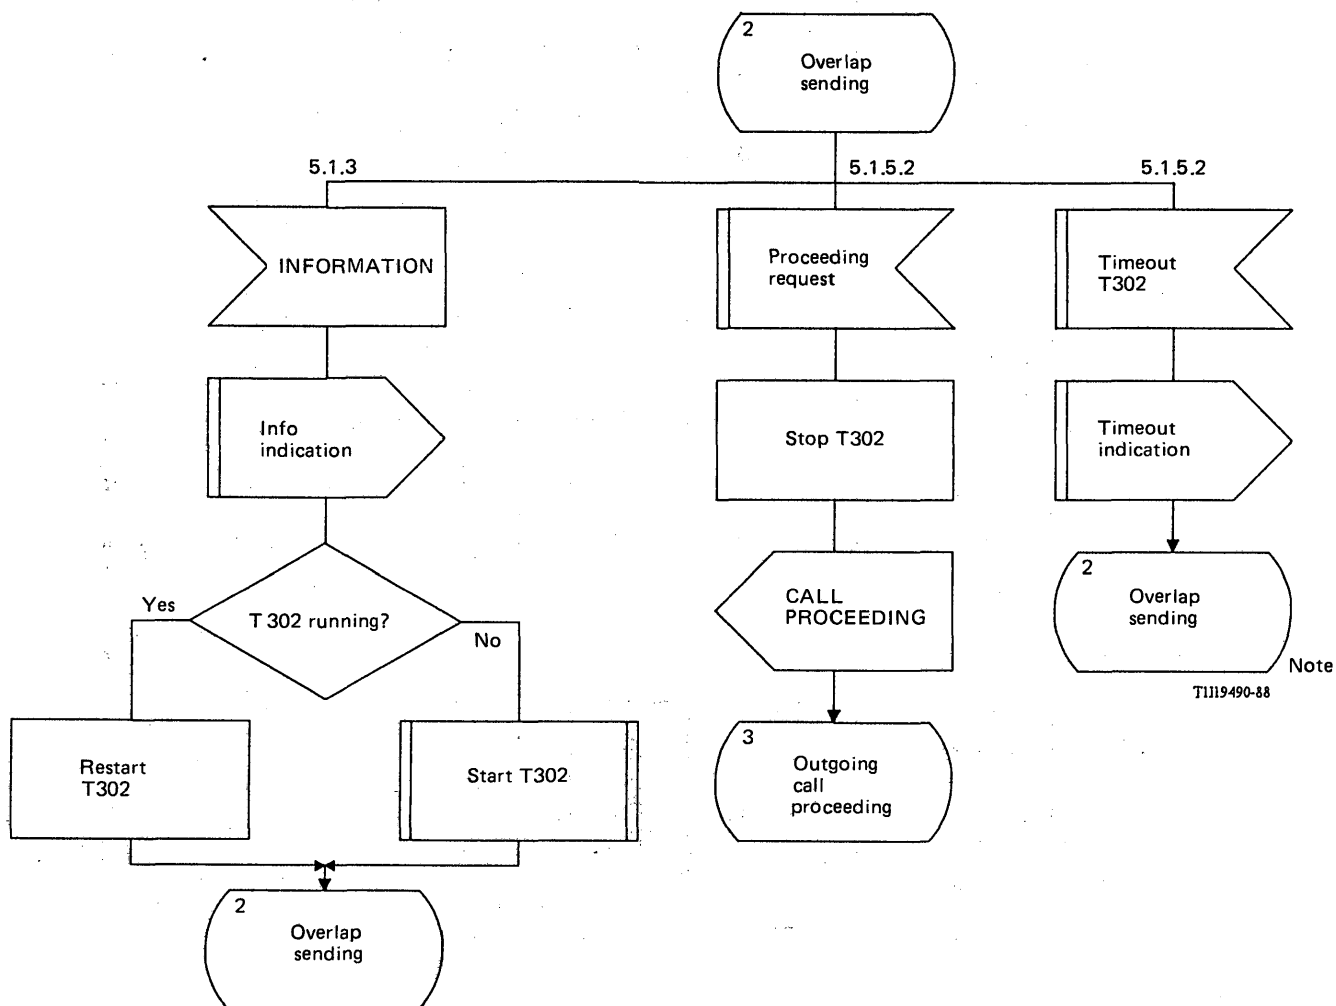 2
Overlap
sending
5.1.3
5.1.5.2
5.1.5.2
INFORMATION
Proceeding
request
Timeout
T302
Info
indication
Stop T302
Timeout
indication
T302 running?
Yes
No
CALL
PROCEEDING
2
Overlap
sending
Note
T1119490-88
Restart
T302
Start T302
3
Outgoing
call
proceeding
2
Overlap
sending